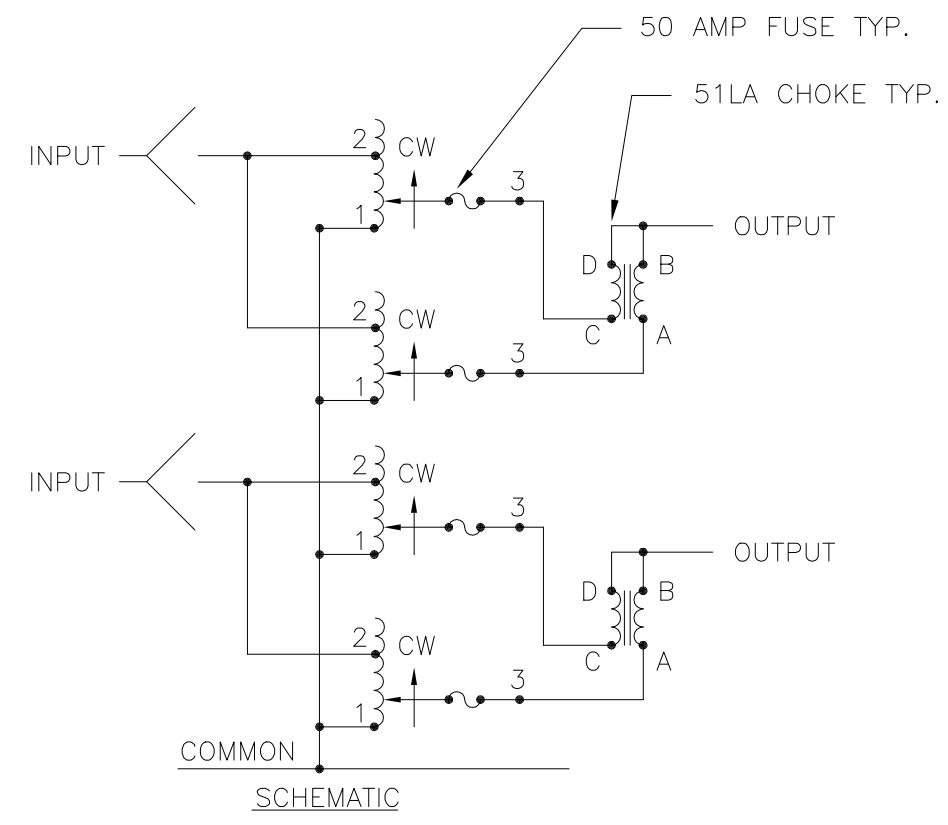 50 AMP FUSE TYP.
51LA CHOKE TYP.
INPUT
2
CW
1
3
OUTPUT
D
B
C
A
2
CW
1
3
INPUT
2
CW
1
3
OUTPUT
D
B
C
A
2
CW
1
3
COMMON
SCHEMATIC